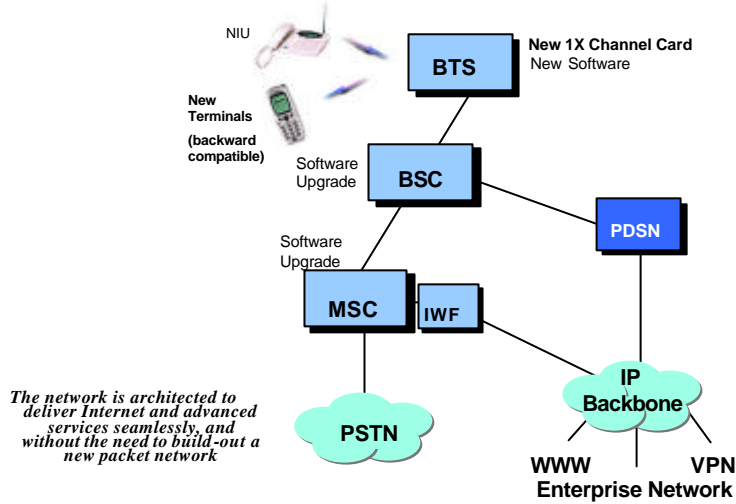 NIU
New 1X Channel Card
New Software
BTS
New
Terminals
(backward
compatible)
Software
Upgrade
BSC
PDSN
Software
Upgrade
MSC
IWF
IP
Backbone
The network is architected to
deliver Internet and advanced
services seamlessly, and
without the need to build-out a
new packet network
PSTN
WWW
VPN
Enterprise Network